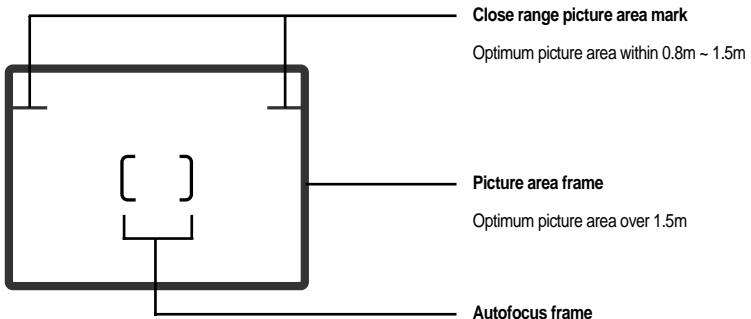 Close range picture area mark
Optimum picture area within 0.8m ~ 1.5m
Picture area frame
Optimum picture area over 1.5m
Autofocus frame